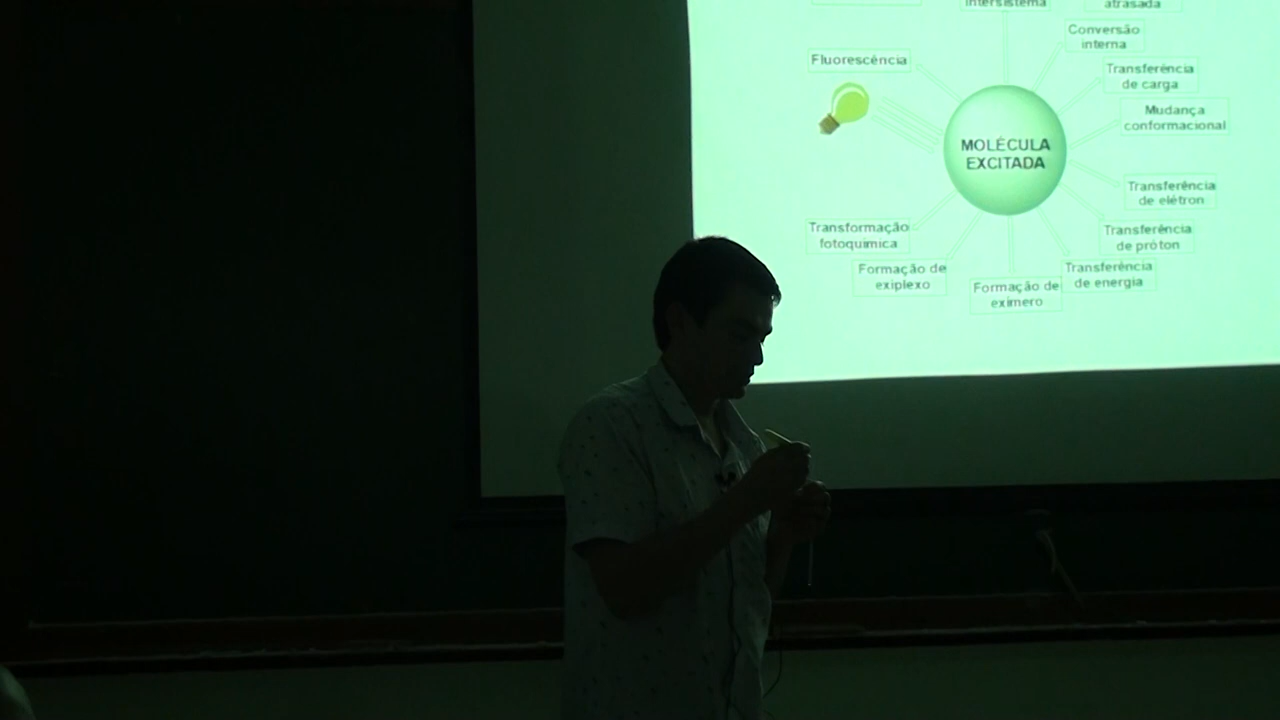 intersistema
atrasada
Conversão
interna
Fluorescência
Transferência
de carga
Mudança
conformacional
MOLÉCULA
EXCITADA
Transferência
de elétron
Transformação
fotoquímica
Transferência
de próton
Formação de
exiplexo
Formação de
exímero
Transferência
de energia